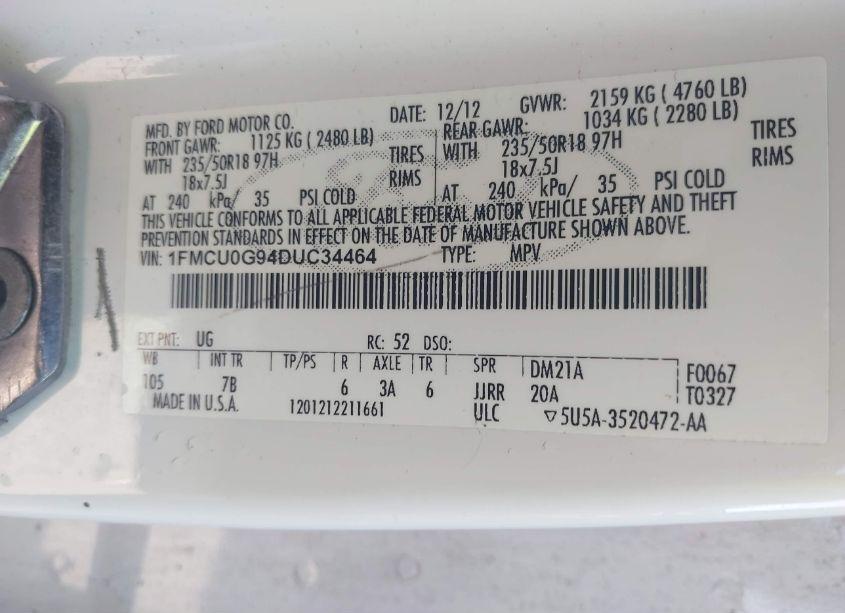 MFD. BY FORD MOTOR CO. DATE: 12/12 GVWR: 2159 KG ( 4760 LB)
FRONT GAWR: 1125 KG ( 2480 LB) REAR GAWR: 1034 KG ( 2280 LB)
WITH 235/50R18 97H TIRES WITH 235/50R18 97H TIRES
18x7.5J RIMS 18x7.5J RIMS
AT 240 kPa/ 35 PSI COLD AT 240 kPa/ 35 PSI COLD
THIS VEHICLE CONFORMS TO ALL APPLICABLE FEDERAL MOTOR VEHICLE SAFETY AND THEFT
PREVENTION STANDARDS IN EFFECT ON THE DATE OF MANUFACTURE SHOWN ABOVE.
VIN: 1FMCU0G94DUC34464 TYPE: MPV
EXT PNT: UG RC: 52 DSO:
WB INT TR TP/PS R AXLE TR SPR DM21A F0067
105 7B 6 3A 6 JJRR 20A T0327
MADE IN U.S.A. 1201212211661 ULC ▽5U5A-3520472-AA